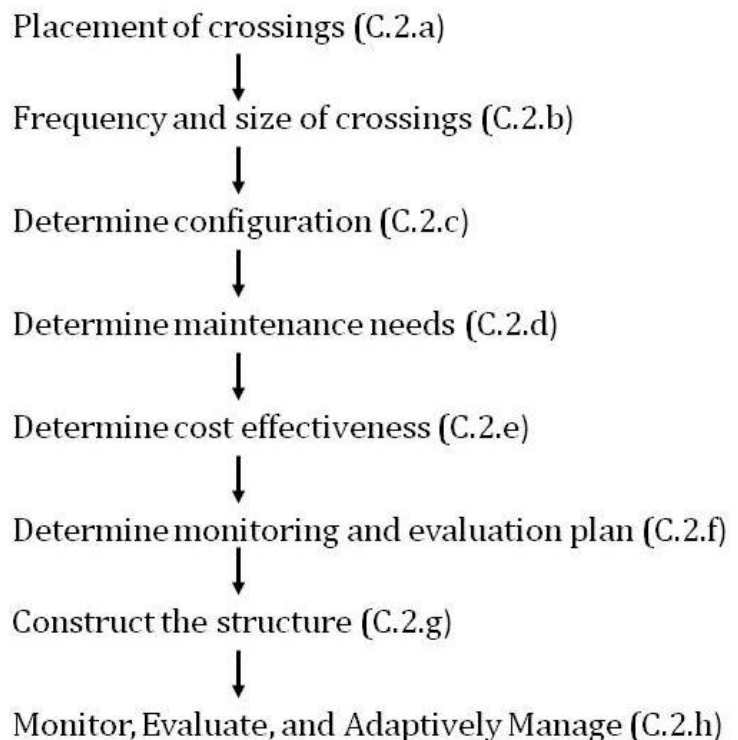 Placement of crossings (C.2.a)
Frequency and size of crossings (C.2.b)
Determine configuration (C.2.c)
Determine maintenance needs (C.2.d)
Determine cost effectiveness (C.2.e)
Determine monitoring and evaluation plan (C.2.f)
Construct the structure (C.2.g)
Monitor, Evaluate, and Adaptively Manage (C.2.h)